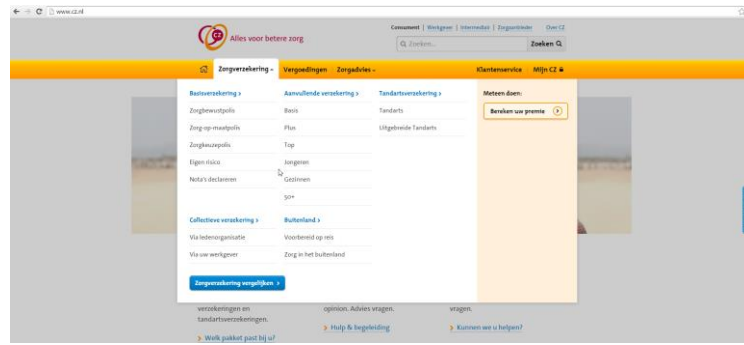 www.cz.nl
CZ
Alles voor betere zorg
Consument | Werkgever | Intermediair | Zorgaanbieder Over CZ
Zoeken... Zoeken
Zorgverzekering Vergoedingen Zorgadvies Klantenservice Mijn CZ
Basisverzekering > Aanvullende verzekering > Tandartsverzekering > Meteen doen:
Zorgbewustpolis Basis Tandarts Bereken uw premie
Zorg-op-maatpolis Plus Uitgebreide Tandarts
Zorgkeuzepolis Top
Eigen risico Jongeren
Nota's declareren Gezinnen
50+
Collectieve verzekering > Buitenland >
Via ledenorganisatie Voorbereid op reis
Via uw werkgever Zorg in het buitenland
Zorgverzekering vergelijken >
verzekeringen en opinion. Advies vragen. vragen.
tandartsverzekeringen.
> Hulp & begeleiding > Kunnen we u helpen?
> Welk pakket past bij u?